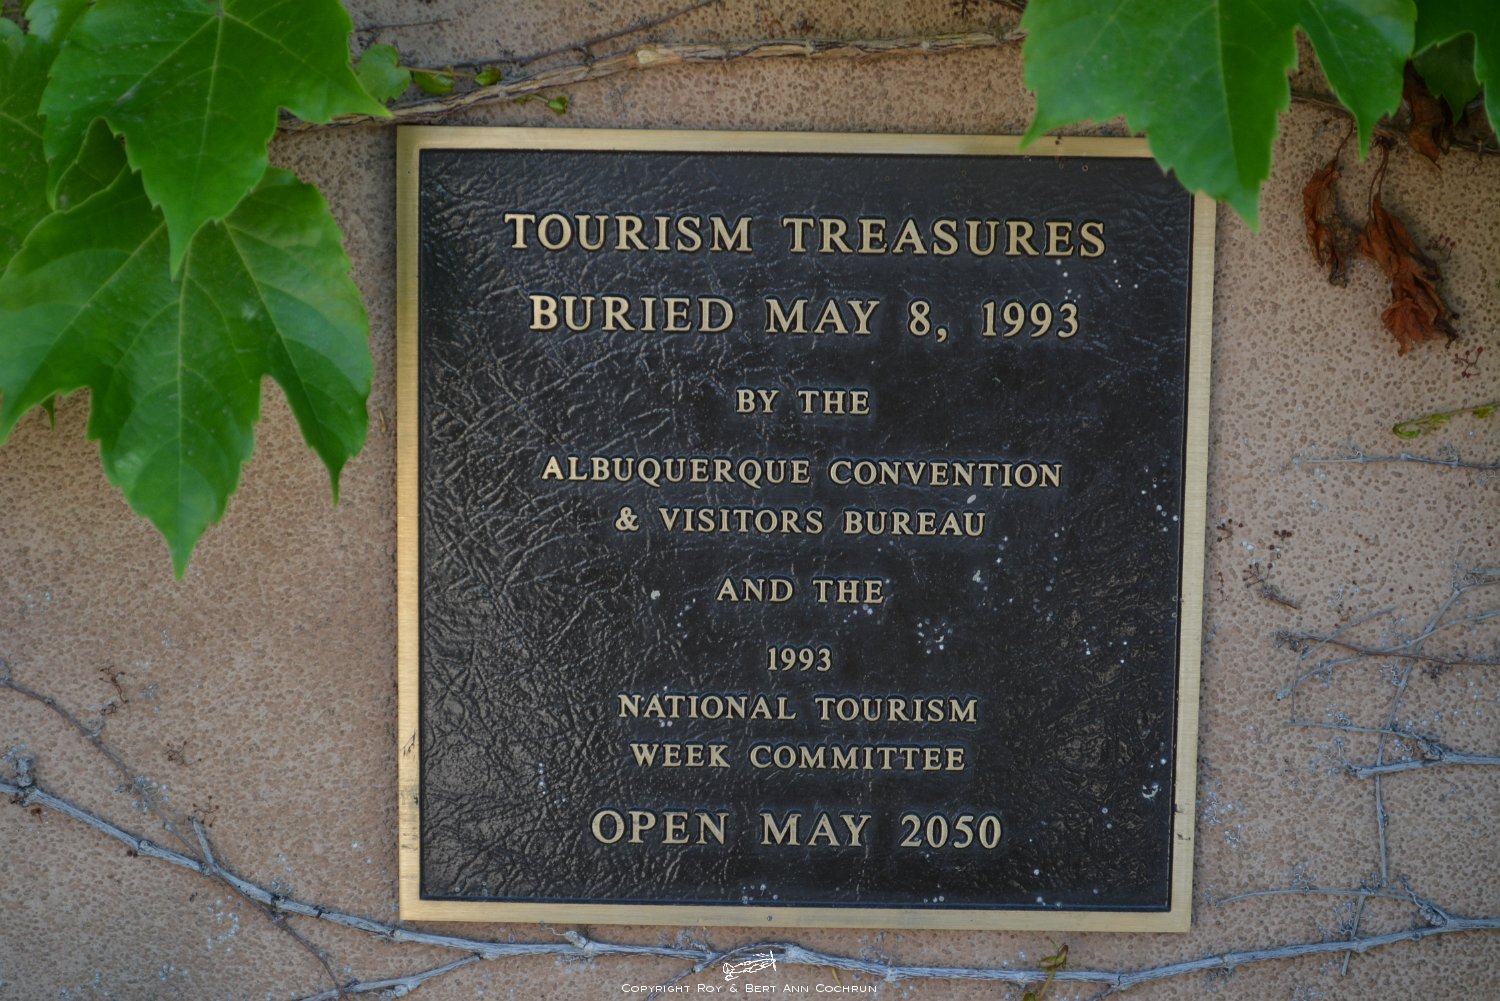 TOURISM TREASURES
BURIED MAY 8, 1993
BY THE
ALBUQUERQUE CONVENTION
& VISITORS BUREAU
AND THE
1993
NATIONAL TOURISM
WEEK COMMITTEE
OPEN MAY 2050
Copyright Roy & Bert Ann Cochrun